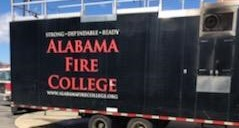 STRONG • DEPENDABLE • READY
ALABAMA
FIRE
COLLEGE
WWW.ALABAMAFIRECOLLEGE.ORG